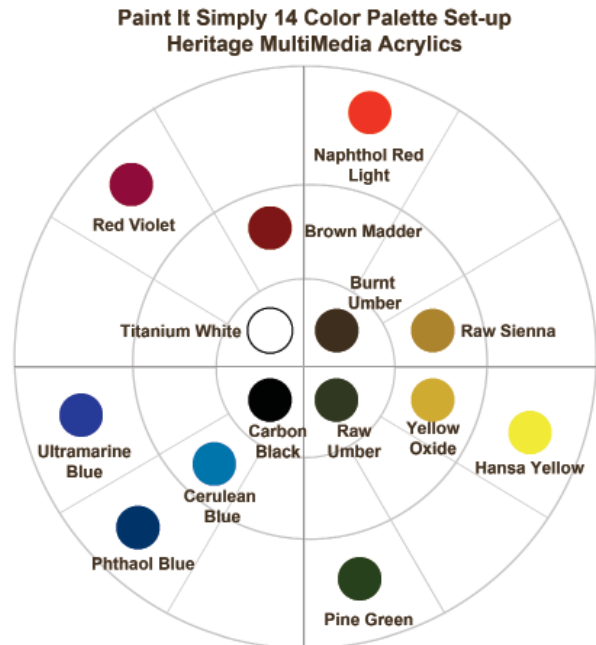 Paint It Simply 14 Color Palette Set-up
Heritage MultiMedia Acrylics
Naphthol Red
Light
Red Violet
Brown Madder
Burnt
Umber
Titanium White
Raw Sienna
Carbon
Black
Raw
Umber
Yellow
Oxide
Ultramarine
Blue
Hansa Yellow
Cerulean
Blue
Phthaol Blue
Pine Green